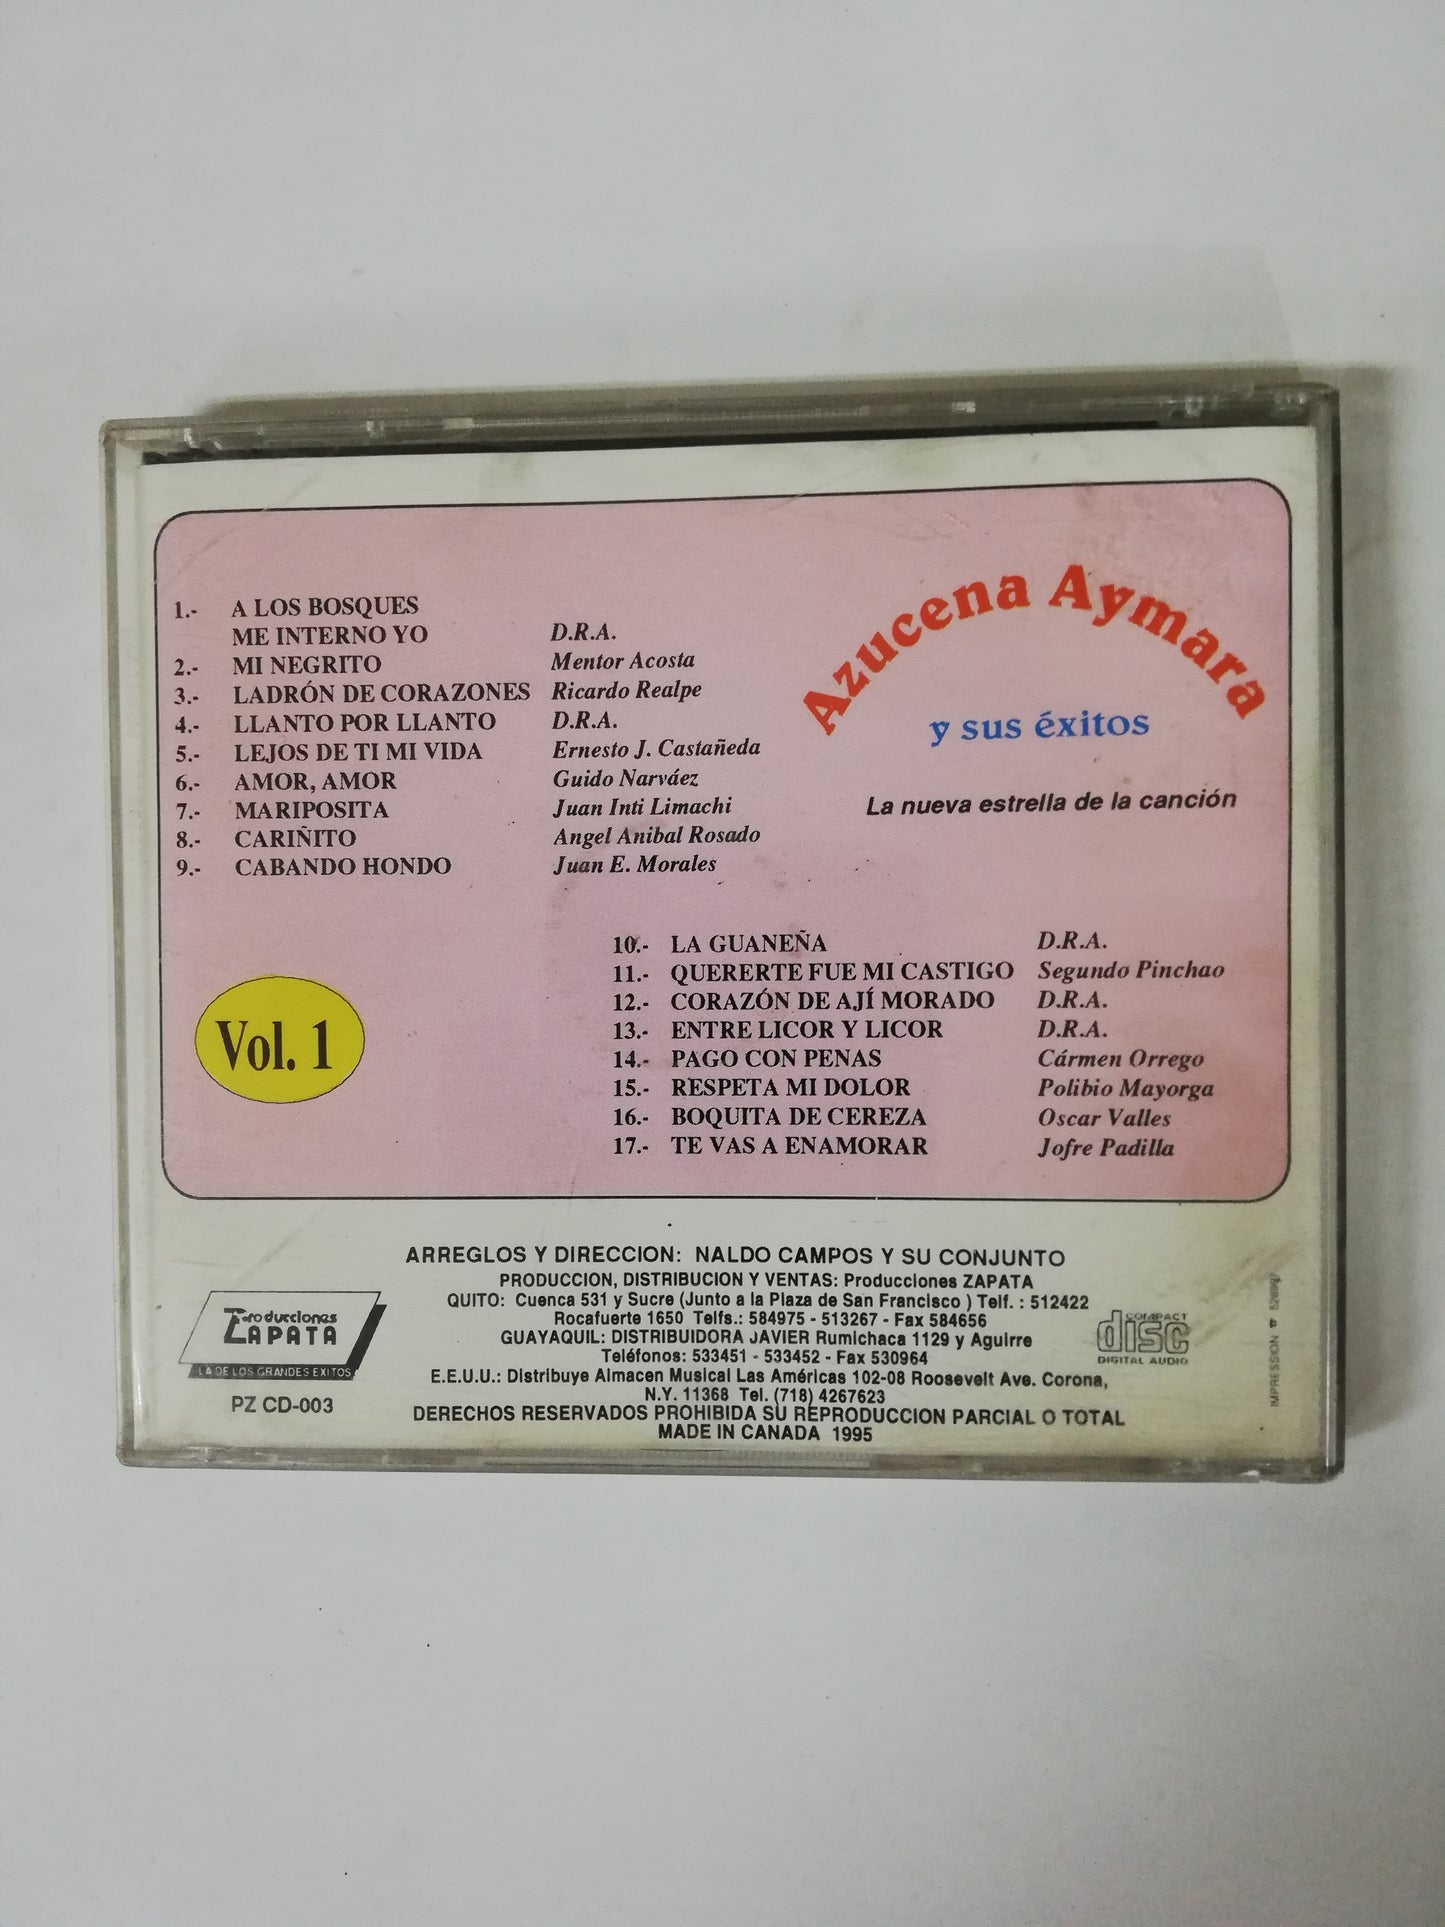 1.- A LOS BOSQUES
ME INTERNO YO D.R.A.
2.- MI NEGRITO Mentor Acosta
3.- LADRÓN DE CORAZONES Ricardo Realpe
4.- LLANTO POR LLANTO D.R.A.
5.- LEJOS DE TI MI VIDA Ernesto J. Castañeda
6.- AMOR, AMOR Guido Narváez
7.- MARIPOSITA Juan Inti Limachi
8.- CARIÑITO Angel Anibal Rosado
9.- CABANDO HONDO Juan E. Morales
Azucena Aymara
y sus éxitos
La nueva estrella de la canción
10.- LA GUANEÑA D.R.A.
11.- QUERERTE FUE MI CASTIGO Segundo Pinchao
12.- CORAZÓN DE AJÍ MORADO D.R.A.
13.- ENTRE LICOR Y LICOR D.R.A.
14.- PAGO CON PENAS Cármen Orrego
15.- RESPETA MI DOLOR Polibio Mayorga
16.- BOQUITA DE CEREZA Oscar Valles
17.- TE VAS A ENAMORAR Jofre Padilla
Vol. 1
ARREGLOS Y DIRECCION: NALDO CAMPOS Y SU CONJUNTO
PRODUCCION, DISTRIBUCION Y VENTAS: Producciones ZAPATA
QUITO: Cuenca 531 y Sucre (Junto a la Plaza de San Francisco ) Telf. : 512422
Rocafuerte 1650 Telfs.: 584975 - 513267 - Fax 584656
GUAYAQUIL: DISTRIBUIDORA JAVIER Rumichaca 1129 y Aguirre
Teléfonos: 533451 - 533452 - Fax 530964
E.E.U.U.: Distribuye Almacen Musical Las Américas 102-08 Roosevelt Ave. Corona,
N.Y. 11368 Tel. (718) 4267623
DERECHOS RESERVADOS PROHIBIDA SU REPRODUCCION PARCIAL O TOTAL
MADE IN CANADA 1995
Producciones
ZAPATA
LA DE LOS GRANDES EXITOS
PZ CD-003
COMPACT
disc
DIGITAL AUDIO
IMPRESSION